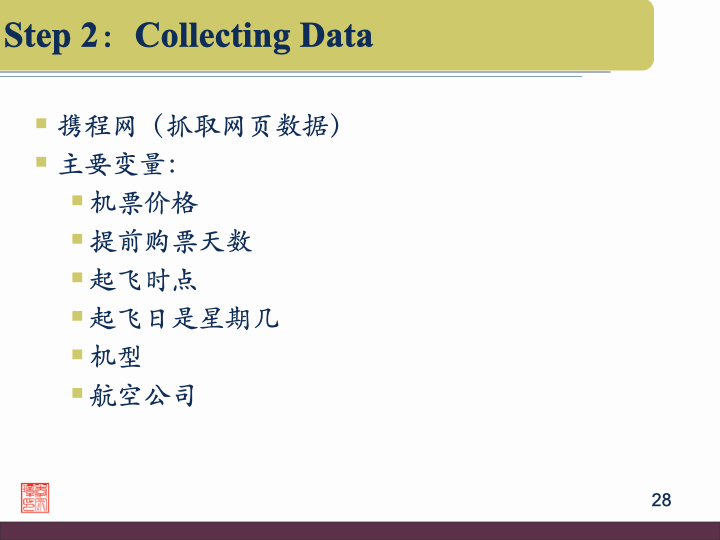 Step 2： Collecting Data
携程网（抓取网页数据）
主要变量：
机票价格
提前购票天数
起飞时点
起飞日是星期几
机型
航空公司
28